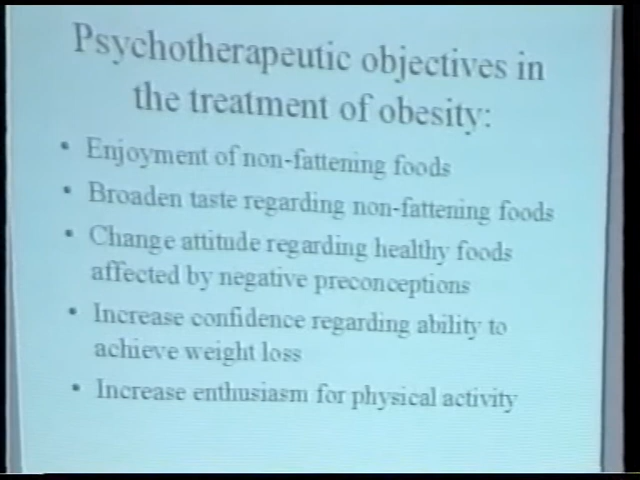 Psychotherapeutic objectives in
the treatment of obesity:
• Enjoyment of non-fattening foods
• Broaden taste regarding non-fattening foods
• Change attitude regarding healthy foods
affected by negative preconceptions
• Increase confidence regarding ability to
achieve weight loss
• Increase enthusiasm for physical activity